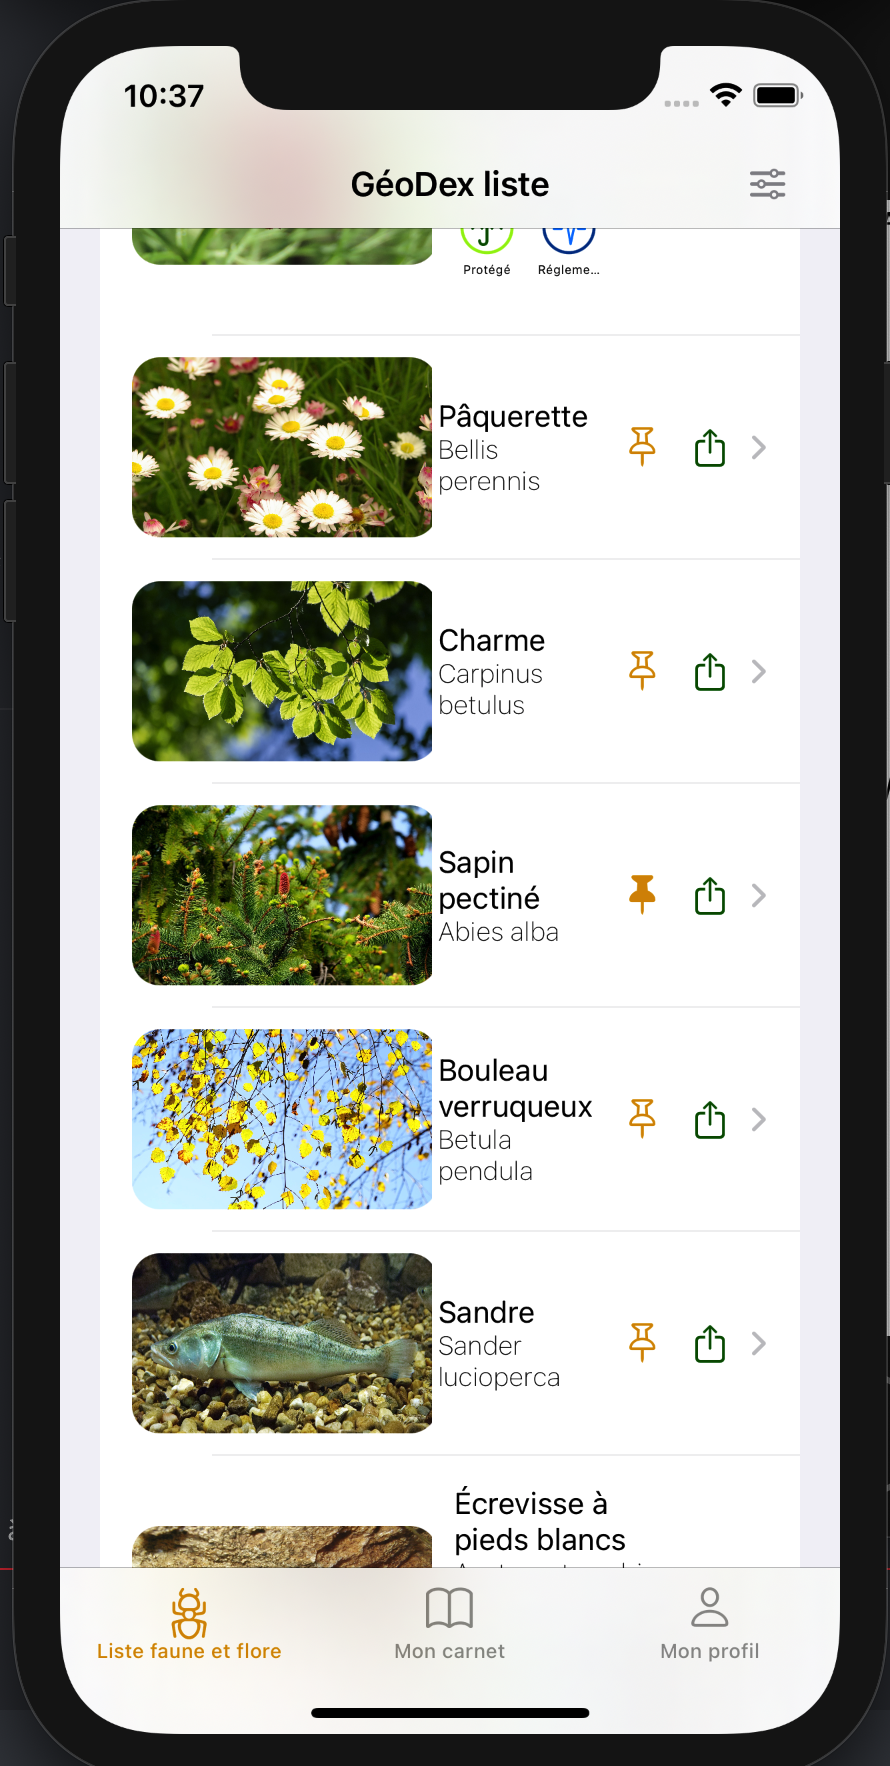 10:37
GéoDex liste
Protégé
Régleme...
Pâquerette
Bellis
perennis
Charme
Carpinus
betulus
Sapin
pectiné
Abies alba
Bouleau
verruqueux
Betula
pendula
Sandre
Sander
lucioperca
Écrevisse à
pieds blancs
Liste faune et flore
Mon carnet
Mon profil